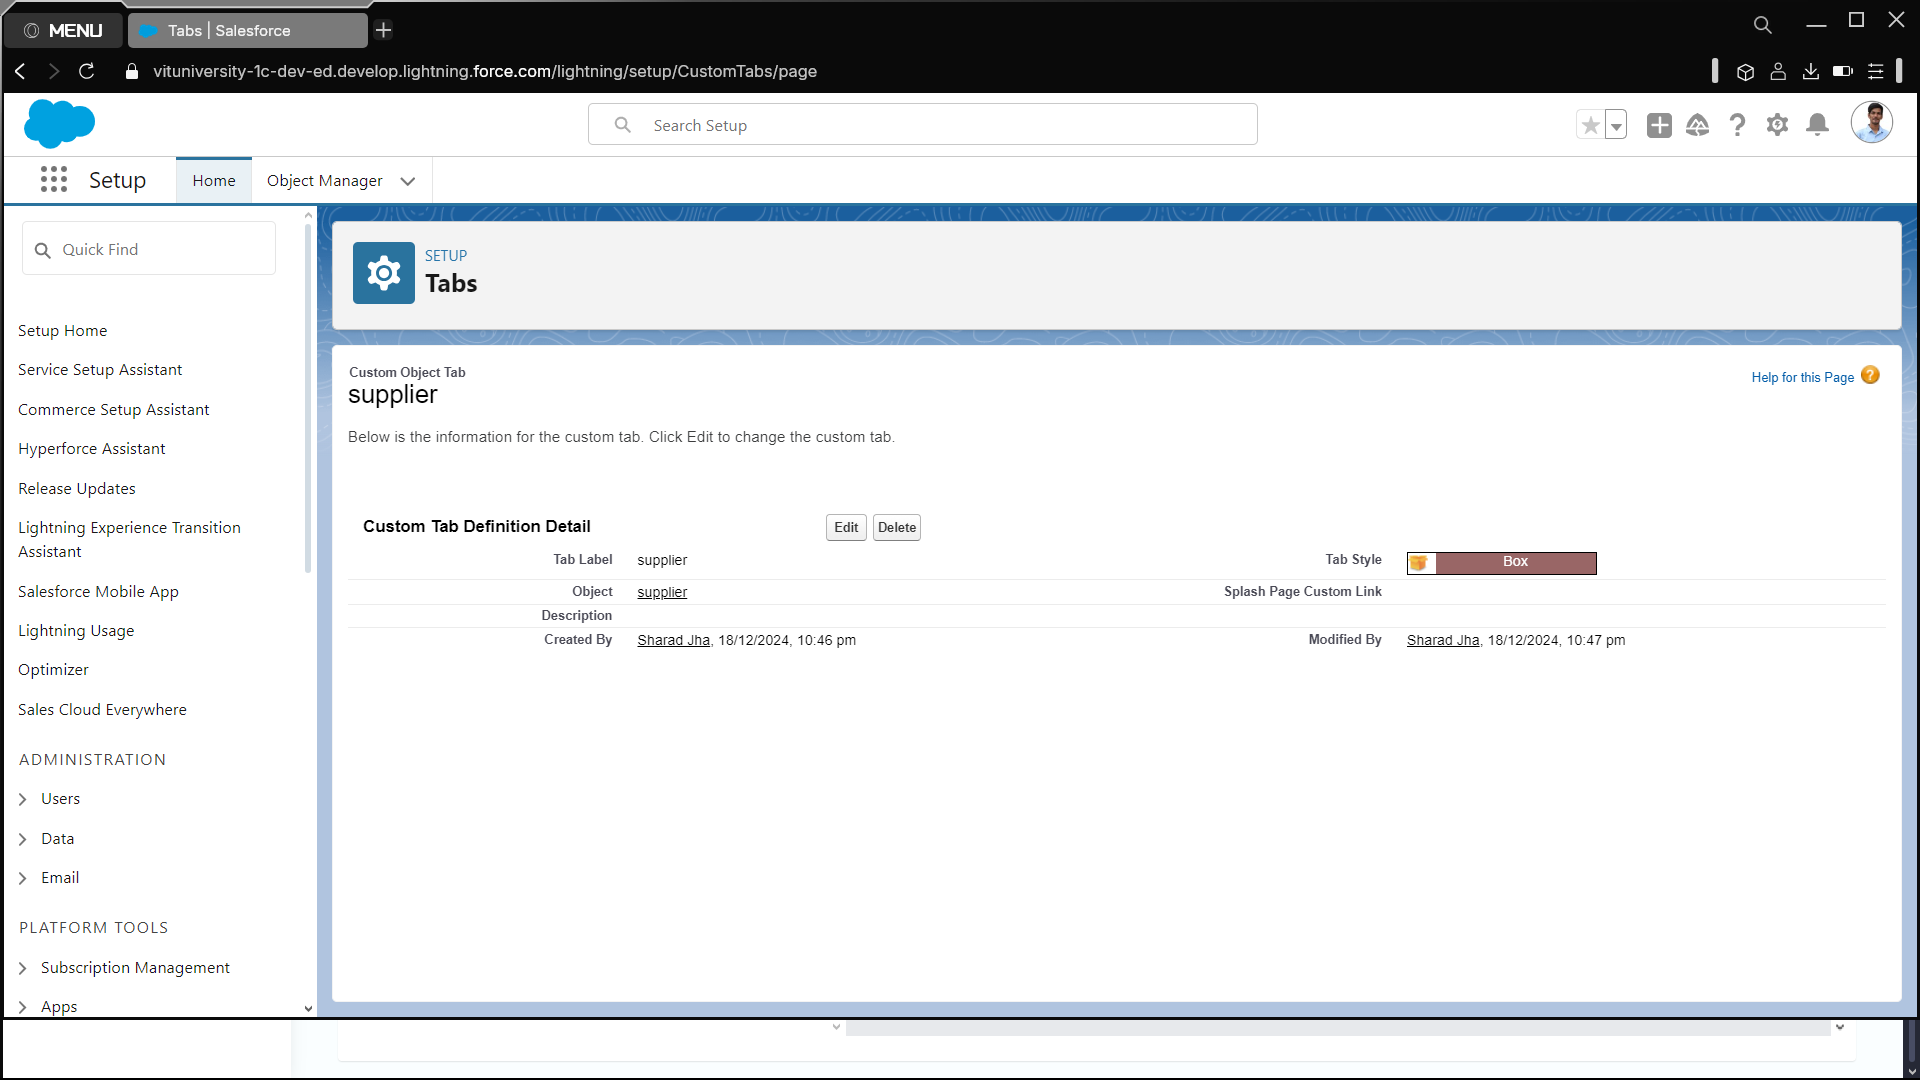 MENU
Tabs | Salesforce
vituniversity-1c-dev-ed.develop.lightning.force.com/lightning/setup/CustomTabs/page
Search Setup
Setup
Home
Object Manager
Quick Find
Setup Home
Service Setup Assistant
Commerce Setup Assistant
Hyperforce Assistant
Release Updates
Lightning Experience Transition
Assistant
Salesforce Mobile App
Lightning Usage
Optimizer
Sales Cloud Everywhere
ADMINISTRATION
Users
Data
Email
PLATFORM TOOLS
Subscription Management
Apps
SETUP
Tabs
Custom Object Tab
supplier
Help for this Page
Below is the information for the custom tab. Click Edit to change the custom tab.
Custom Tab Definition Detail
Edit
Delete
Tab Label supplier
Tab Style Box
Object supplier
Splash Page Custom Link
Description
Created By Sharad Jha, 18/12/2024, 10:46 pm
Modified By Sharad Jha, 18/12/2024, 10:47 pm